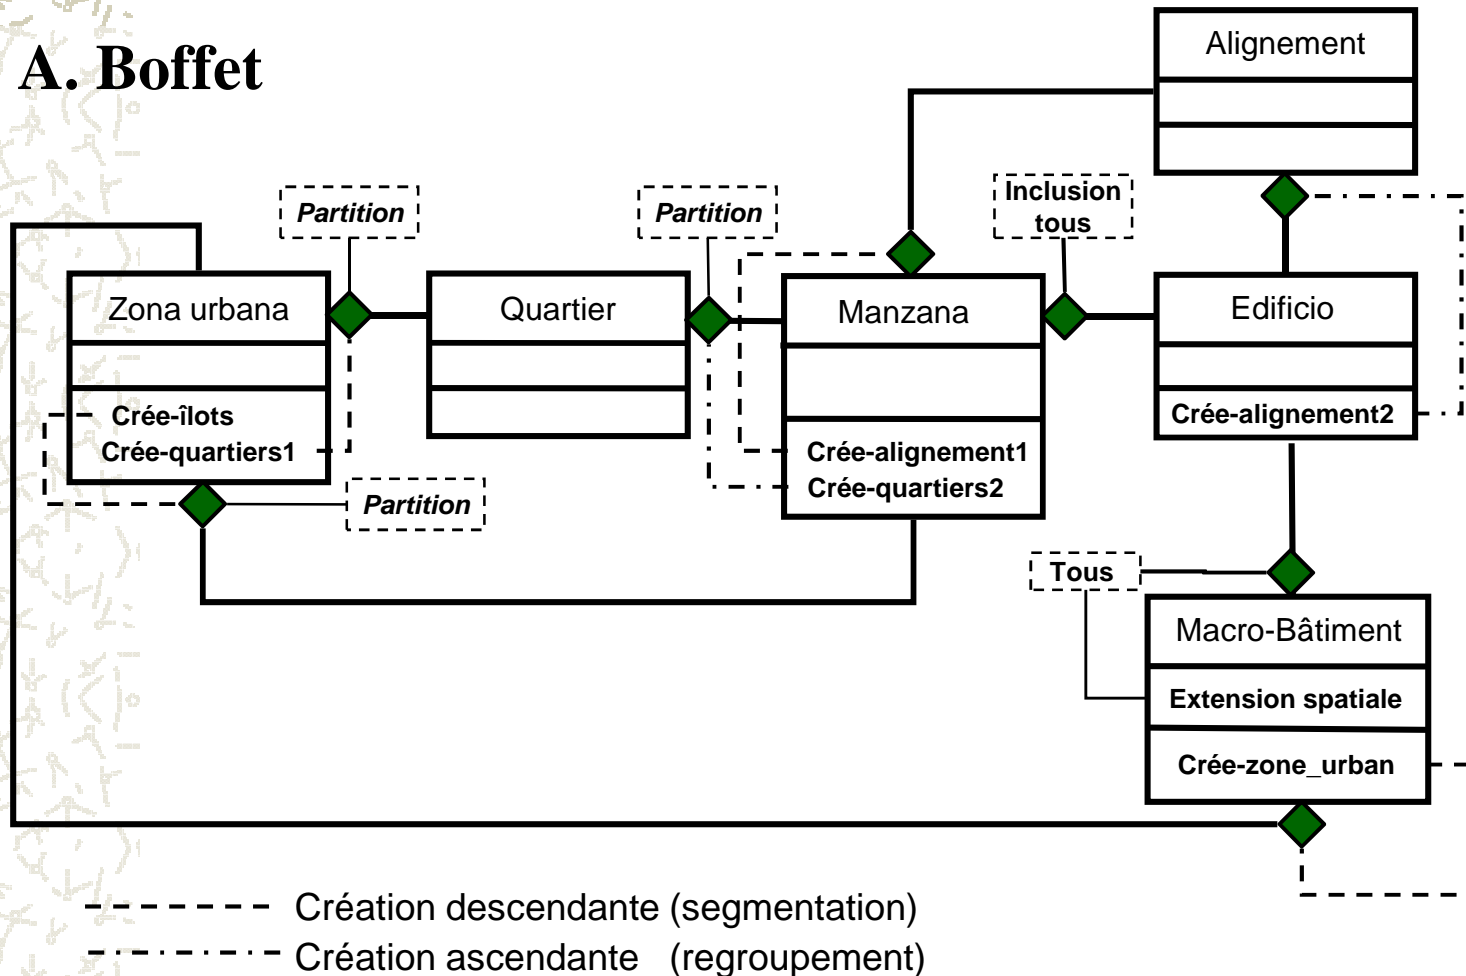 A. Boffet
Alignement
Partition
Partition
Inclusion
tous
Zona urbana
Quartier
Manzana
Edificio
Crée-îlots
Crée-quartiers1
Crée-alignement1
Crée-quartiers2
Crée-alignement2
Partition
Tous
Macro-Bâtiment
Extension spatiale
Crée-zone_urban
Création descendante (segmentation)
Création ascendante (regroupement)